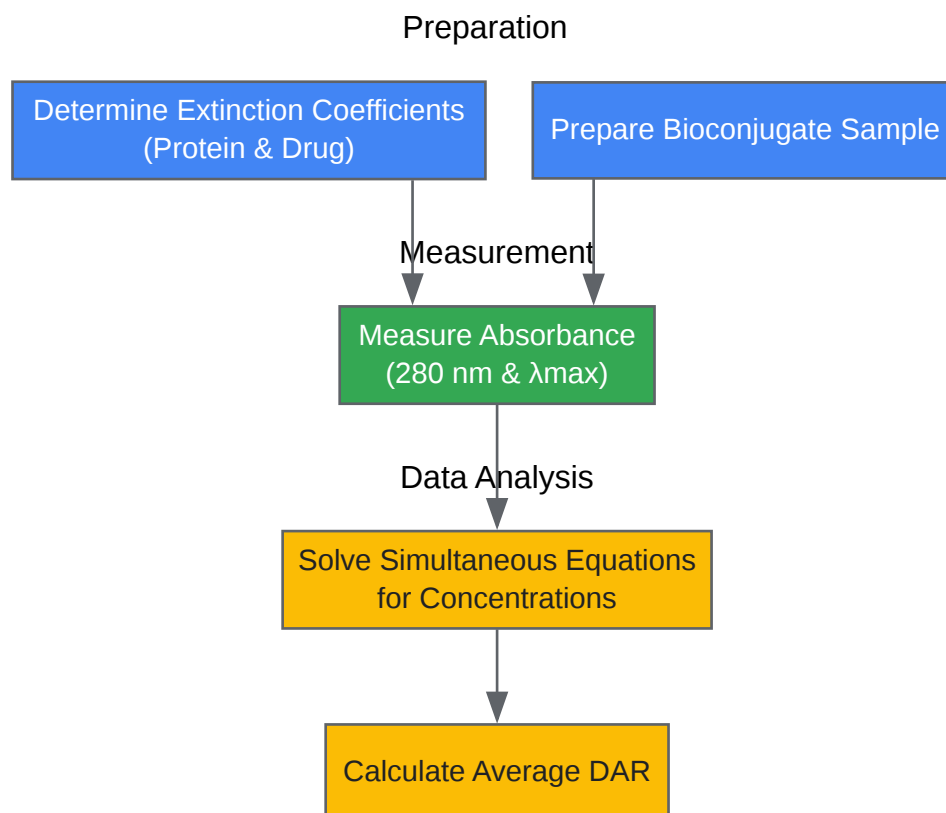 Preparation
Determine Extinction Coefficients
(Protein & Drug)
Prepare Bioconjugate Sample
Measurement
Measure Absorbance
(280 nm & λmax)
Data Analysis
Solve Simultaneous Equations
for Concentrations
Calculate Average DAR